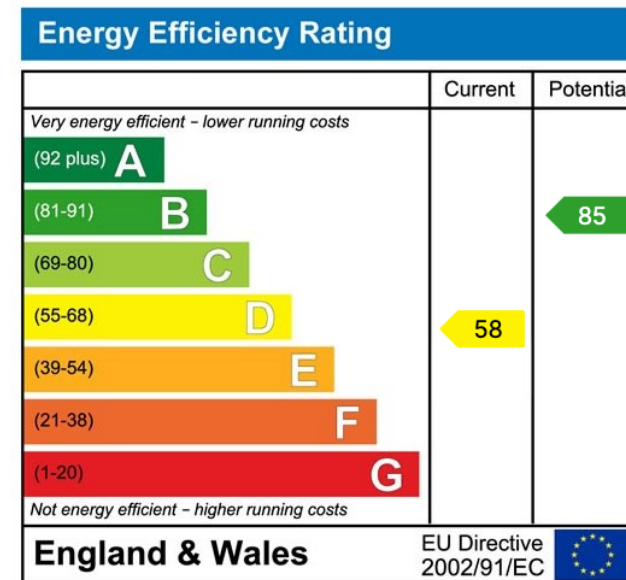 Energy Efficiency Rating
Current Potentia
Very energy efficient – lower running costs
(92 plus) A
(81-91) B 85
(69-80) C
(55-68) D 58
(39-54) E
(21-38) F
(1-20) G
Not energy efficient – higher running costs
England & Wales EU Directive
2002/91/EC